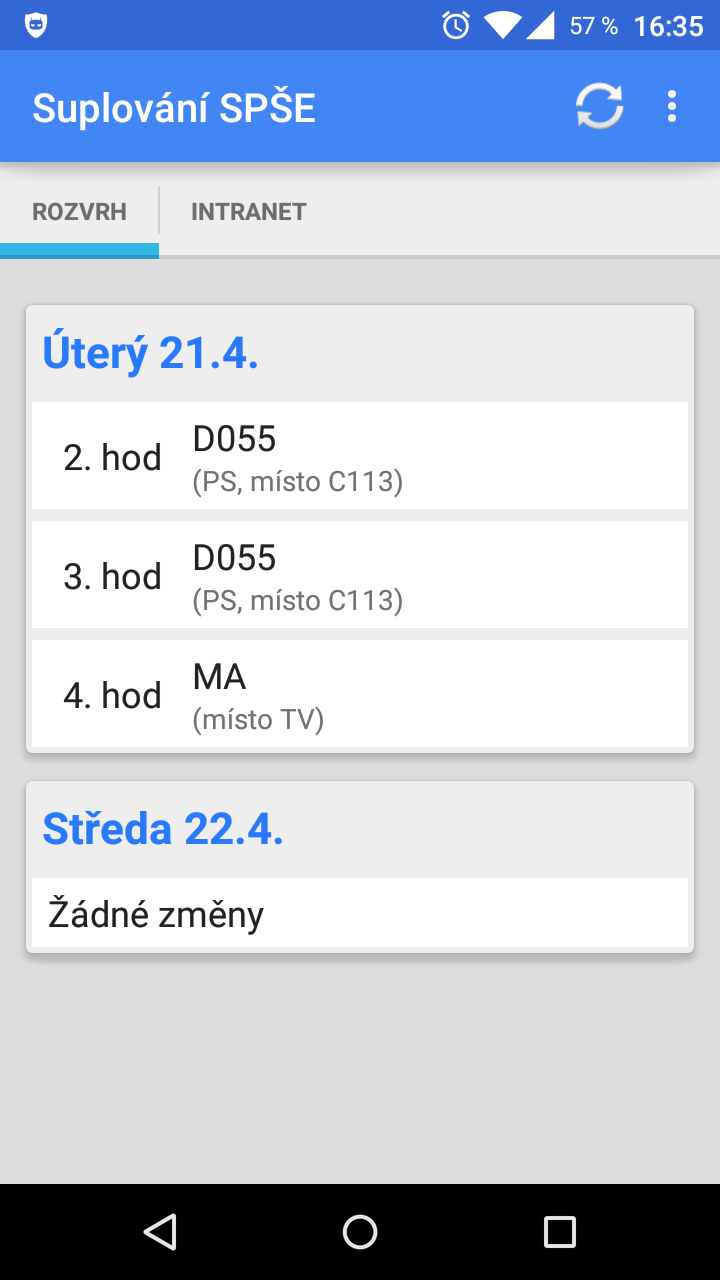 57 % 16:35
Suplování SPŠE
ROZVRH INTRANET
Úterý 21.4.
2. hod D055
(PS, místo C113)
3. hod D055
(PS, místo C113)
4. hod MA
(místo TV)
Středa 22.4.
Žádné změny